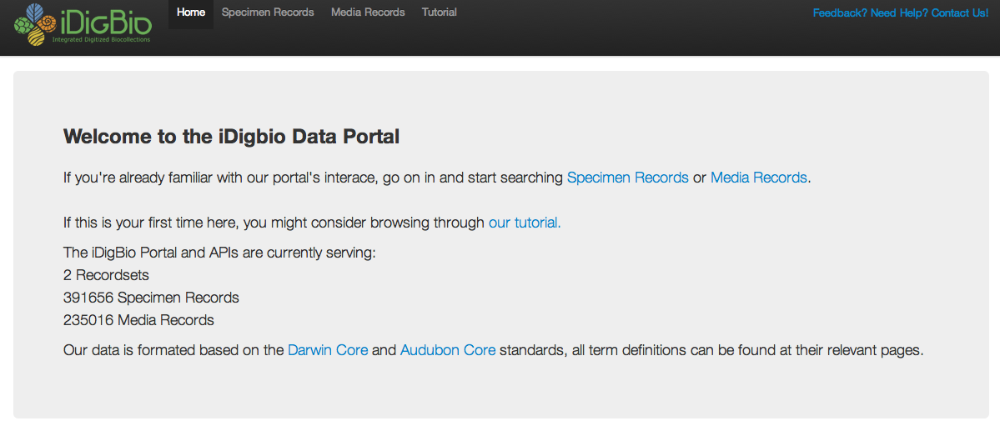 iDigBio
Integrated Digitized Biocollections
Home
Specimen Records
Media Records
Tutorial
Feedback? Need Help? Contact Us!
Welcome to the iDigbio Data Portal
If you're already familiar with our portal's interace, go on in and start searching Specimen Records or Media Records.
If this is your first time here, you might consider browsing through our tutorial.
The iDigBio Portal and APIs are currently serving:
2 Recordsets
391656 Specimen Records
235016 Media Records
Our data is formated based on the Darwin Core and Audubon Core standards, all term definitions can be found at their relevant pages.